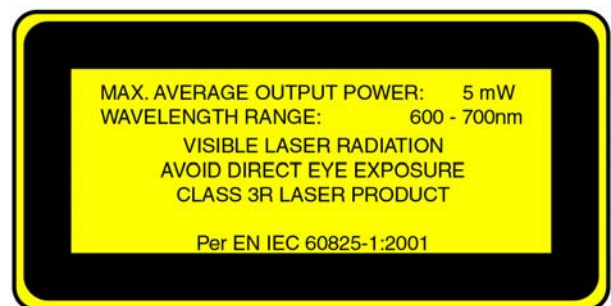 MAX. AVERAGE OUTPUT POWER: 5 mW
WAVELENGTH RANGE: 600 - 700nm
VISIBLE LASER RADIATION
AVOID DIRECT EYE EXPOSURE
CLASS 3R LASER PRODUCT
Per EN IEC 60825-1:2001